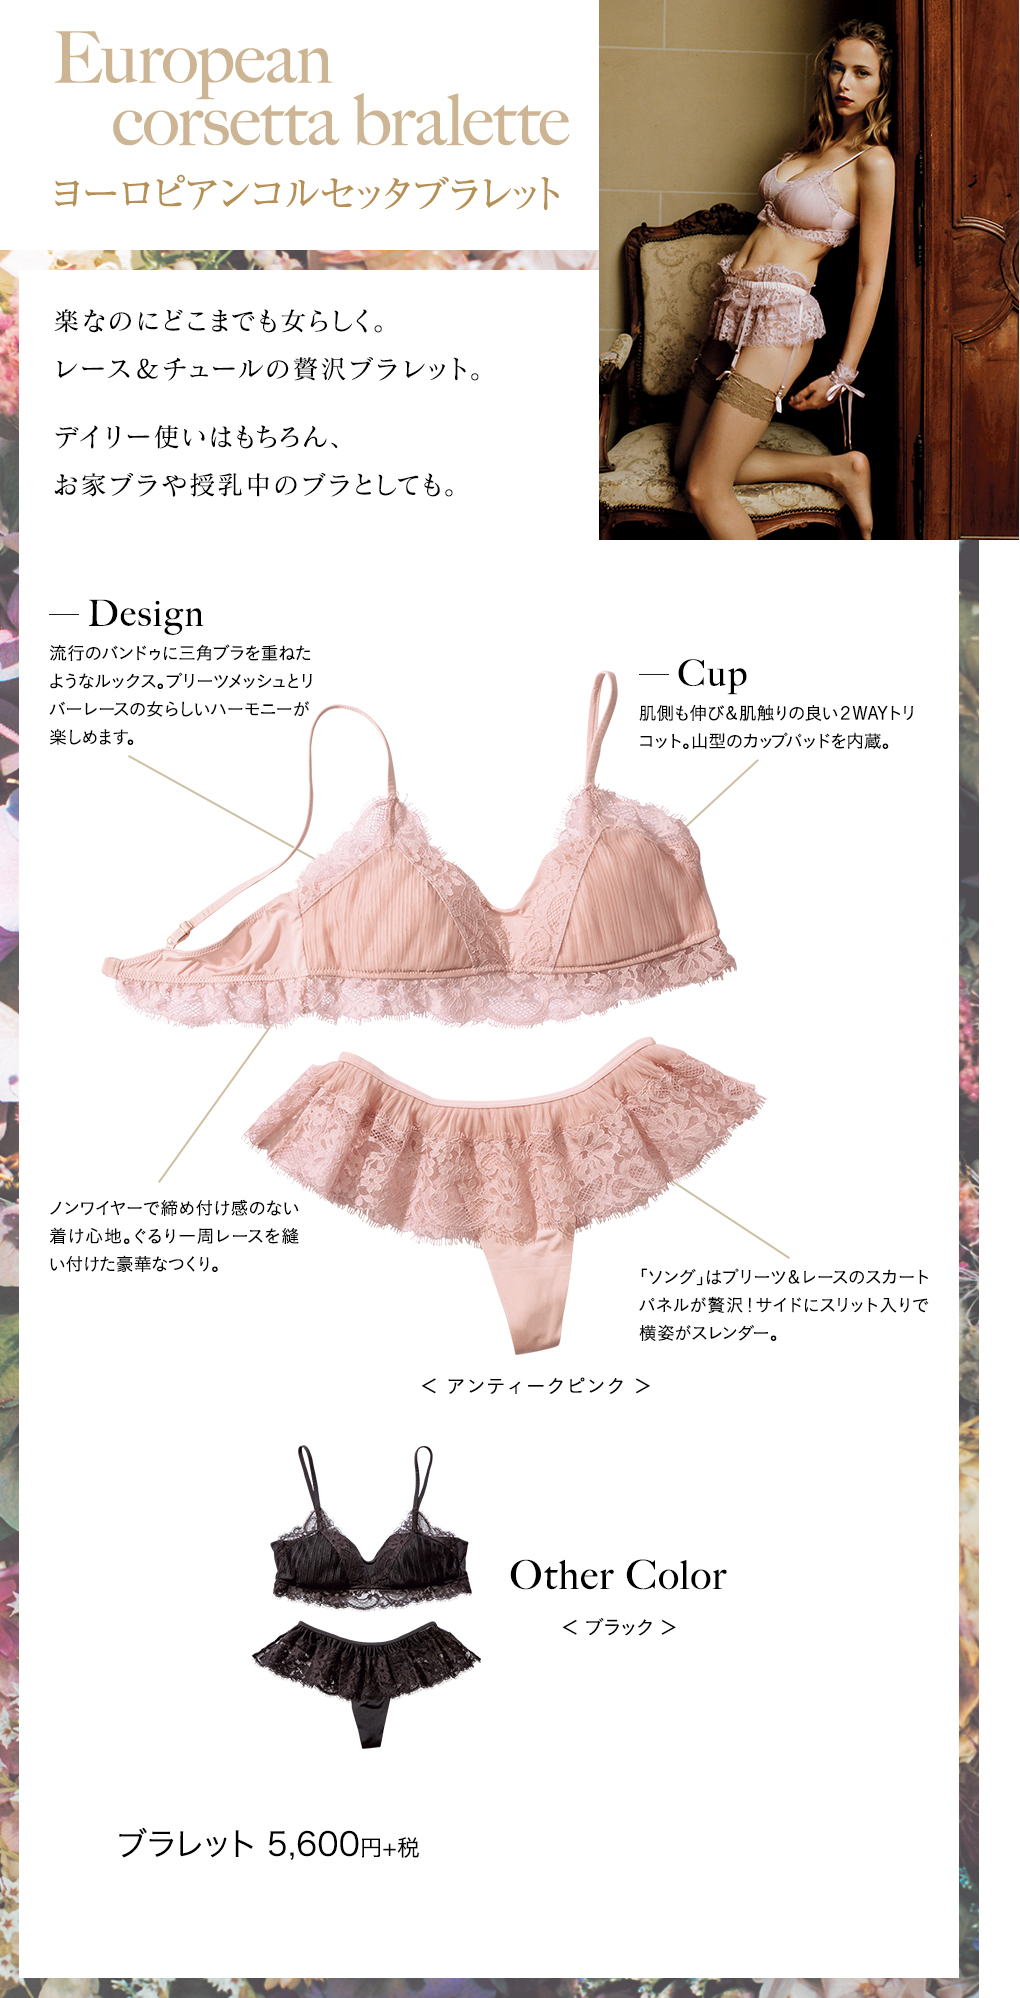 European
corsetta bralette
ヨーロピアンコルセッタブラレット
楽なのにどこまでも女らしく。
レース＆チュールの贅沢ブラレット。
デイリー使いはもちろん、
お家ブラや授乳中のブラとしても。
— Design
流行のバンドゥに三角ブラを重ねた
ようなルックス。プリーツメッシュとリ
バーレースの女らしいハーモニーが
楽しめます。
— Cup
肌側も伸び＆肌触りの良い2WAYトリ
コット。山型のカップパッドを内蔵。
ノンワイヤーで締め付け感のない
着け心地。ぐるり一周レースを縫
い付けた豪華なつくり。
「ソング」はプリーツ＆レースのスカート
パネルが贅沢！サイドにスリット入りで
横姿がスレンダー。
＜ アンティークピンク ＞
Other Color
＜ ブラック ＞
ブラレット 5,600円+税